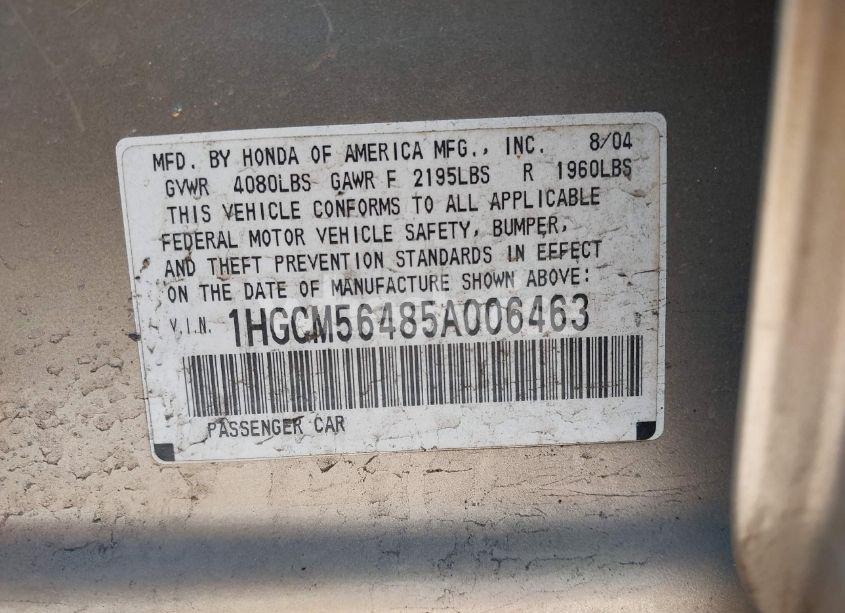 MFD. BY HONDA OF AMERICA MFG., INC. 8/04
GVWR 4080LBS GAWR F 2195LBS R 1960LBS
THIS VEHICLE CONFORMS TO ALL APPLICABLE
FEDERAL MOTOR VEHICLE SAFETY, BUMPER,
AND THEFT PREVENTION STANDARDS IN EFFECT
ON THE DATE OF MANUFACTURE SHOWN ABOVE:
V.I.N. 1HGCM56485A006463
PASSENGER CAR